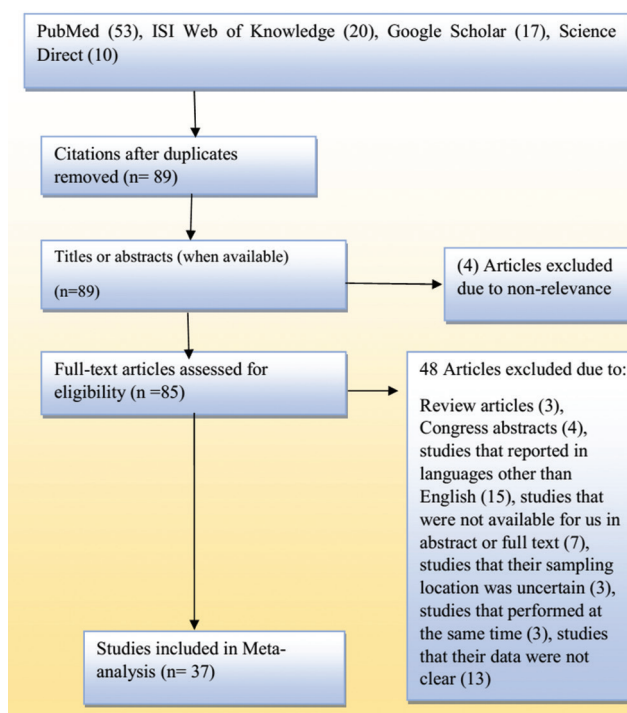 PubMed (53), ISI Web of Knowledge (20), Google Scholar (17), Science
Direct (10)
Citations after duplicates
removed (n= 89)
Titles or abstracts (when available)
(n=89)
(4) Articles excluded
due to non-relevance
Full-text articles assessed for
eligibility (n =85)
48 Articles excluded due to:
Review articles (3),
Congress abstracts (4),
studies that reported in
languages other than
English (15), studies that
were not available for us in
abstract or full text (7),
studies that their sampling
location was uncertain (3),
studies that performed at
the same time (3), studies
that their data were not
clear (13)
Studies included in Meta-
analysis (n= 37)